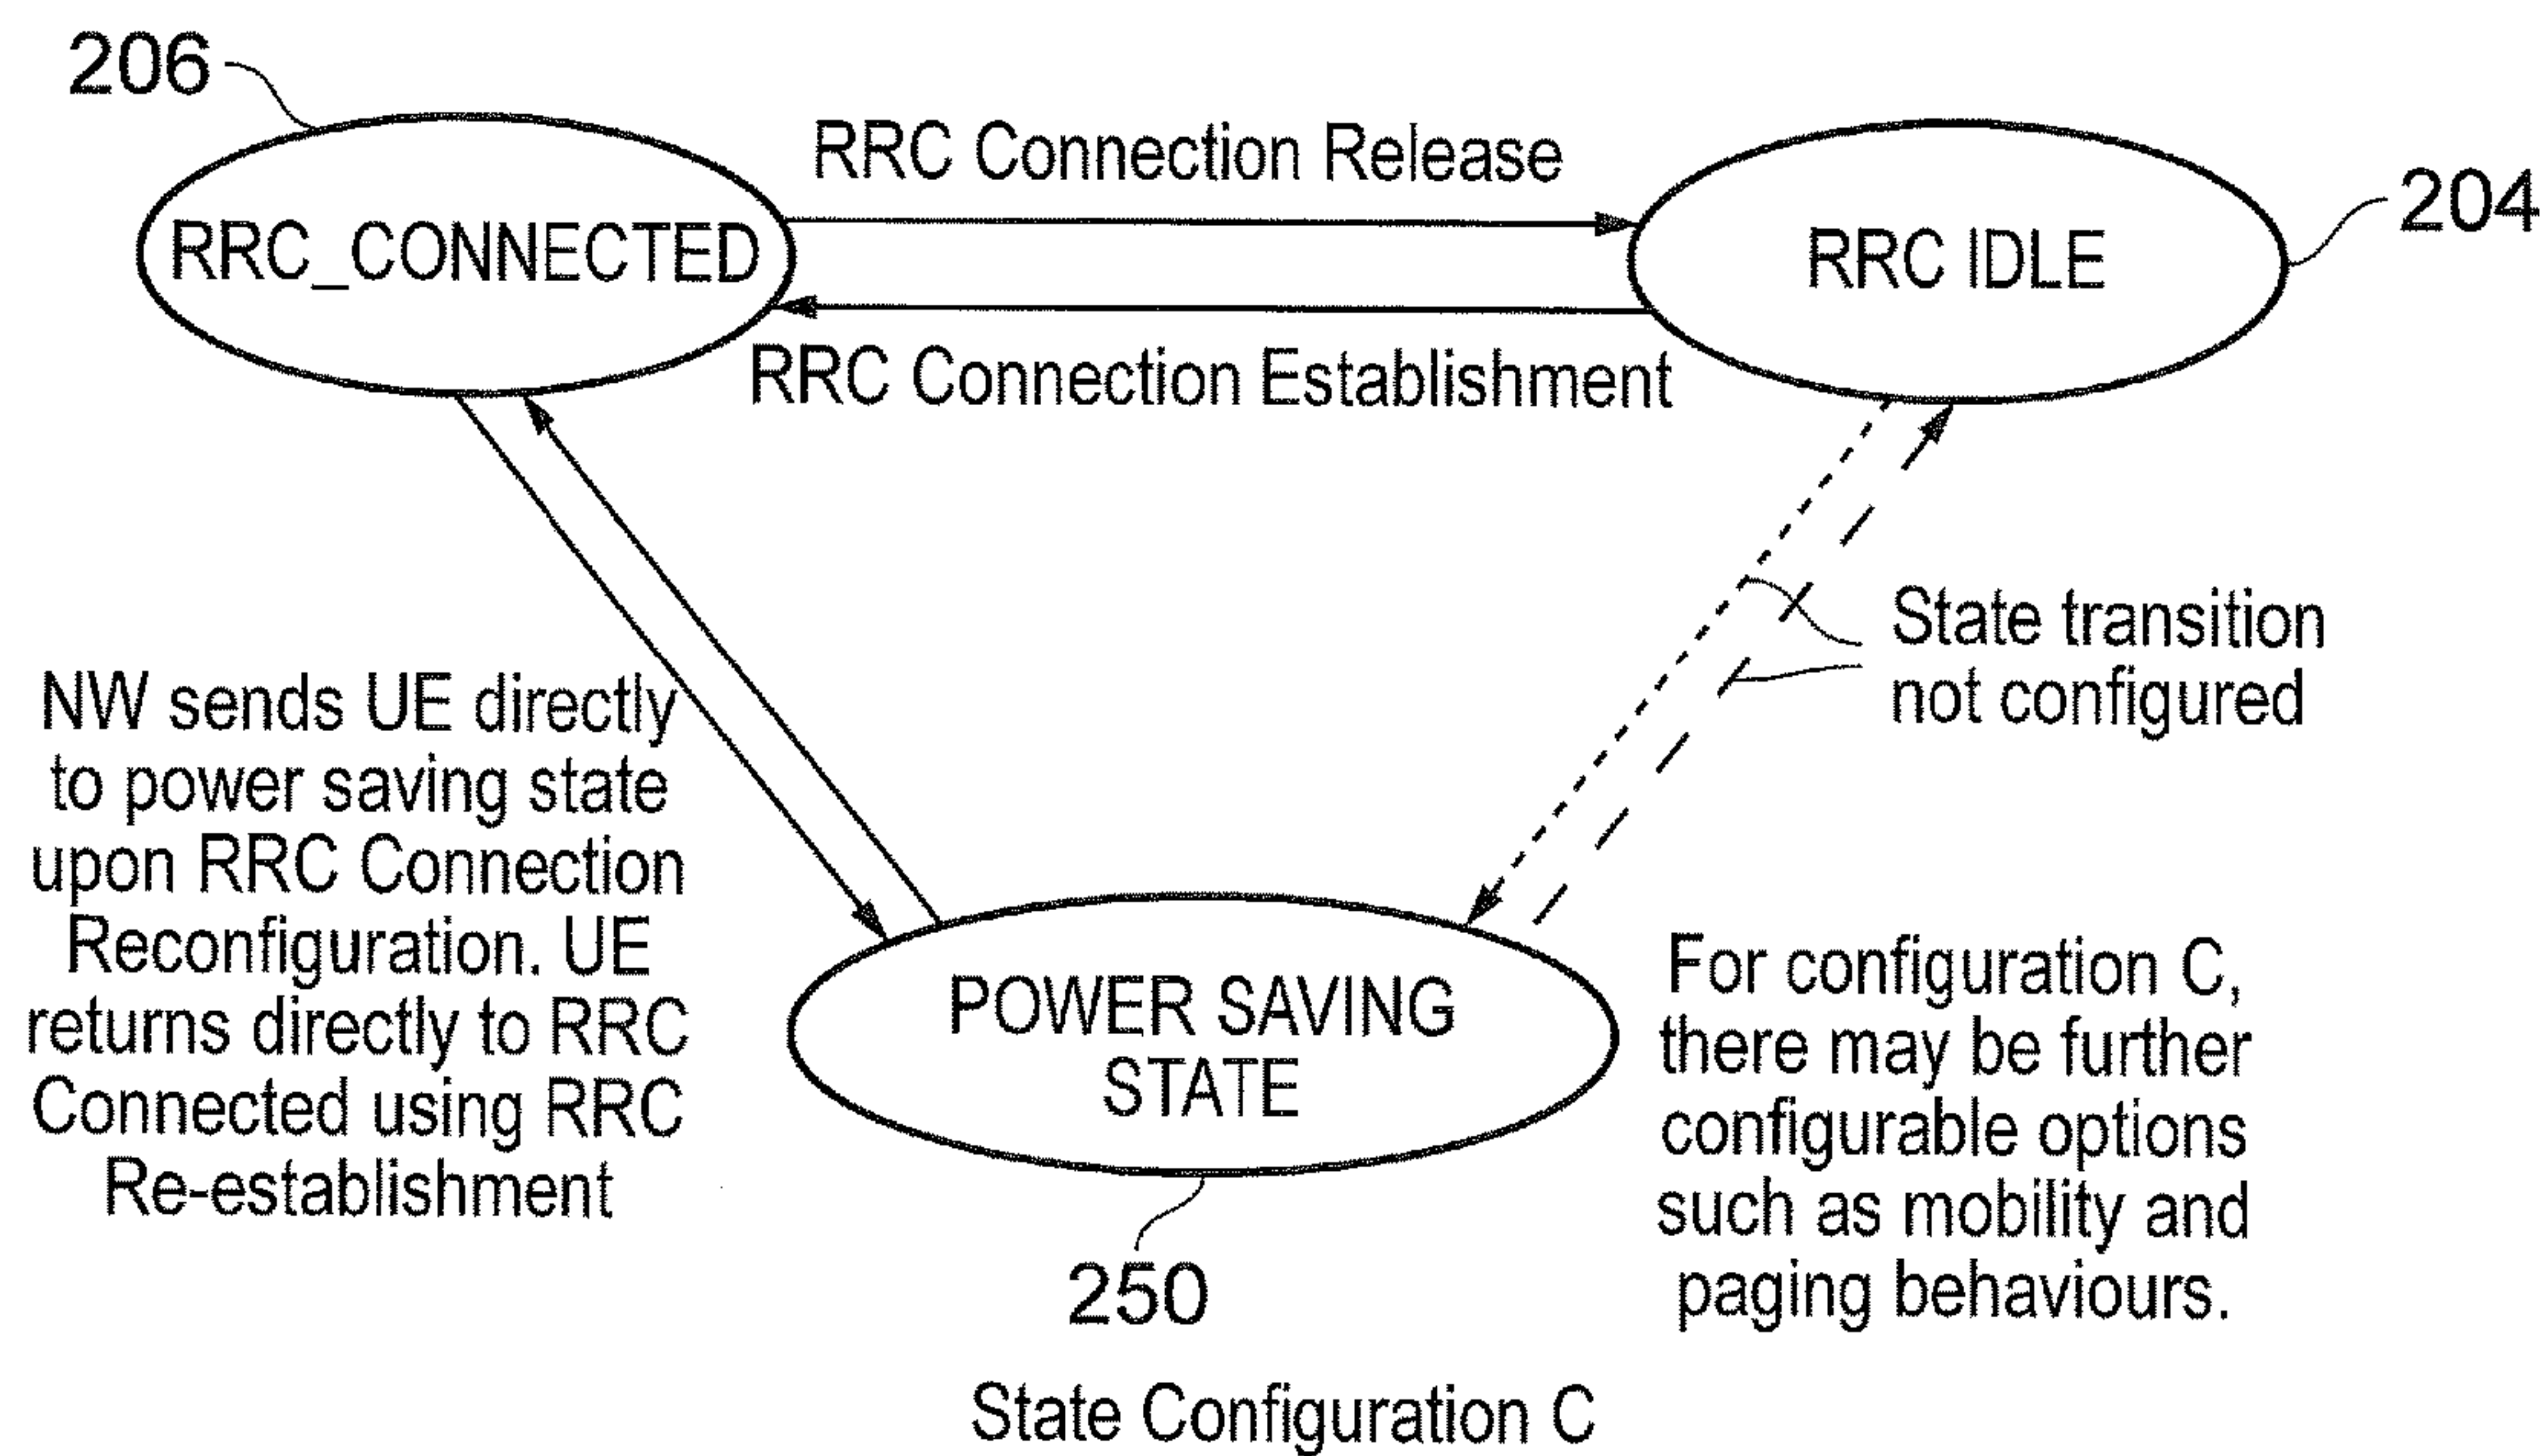 206
RRC Connection Release
204
RRC_CONNECTED
RRC IDLE
RRC Connection Establishment
State transition
not configured
NW sends UE directly
to power saving state
upon RRC Connection
Reconfiguration. UE
returns directly to RRC
Connected using RRC
Re-establishment
POWER SAVING
STATE
For configuration C,
there may be further
configurable options
such as mobility and
paging behaviours.
250
State Configuration C